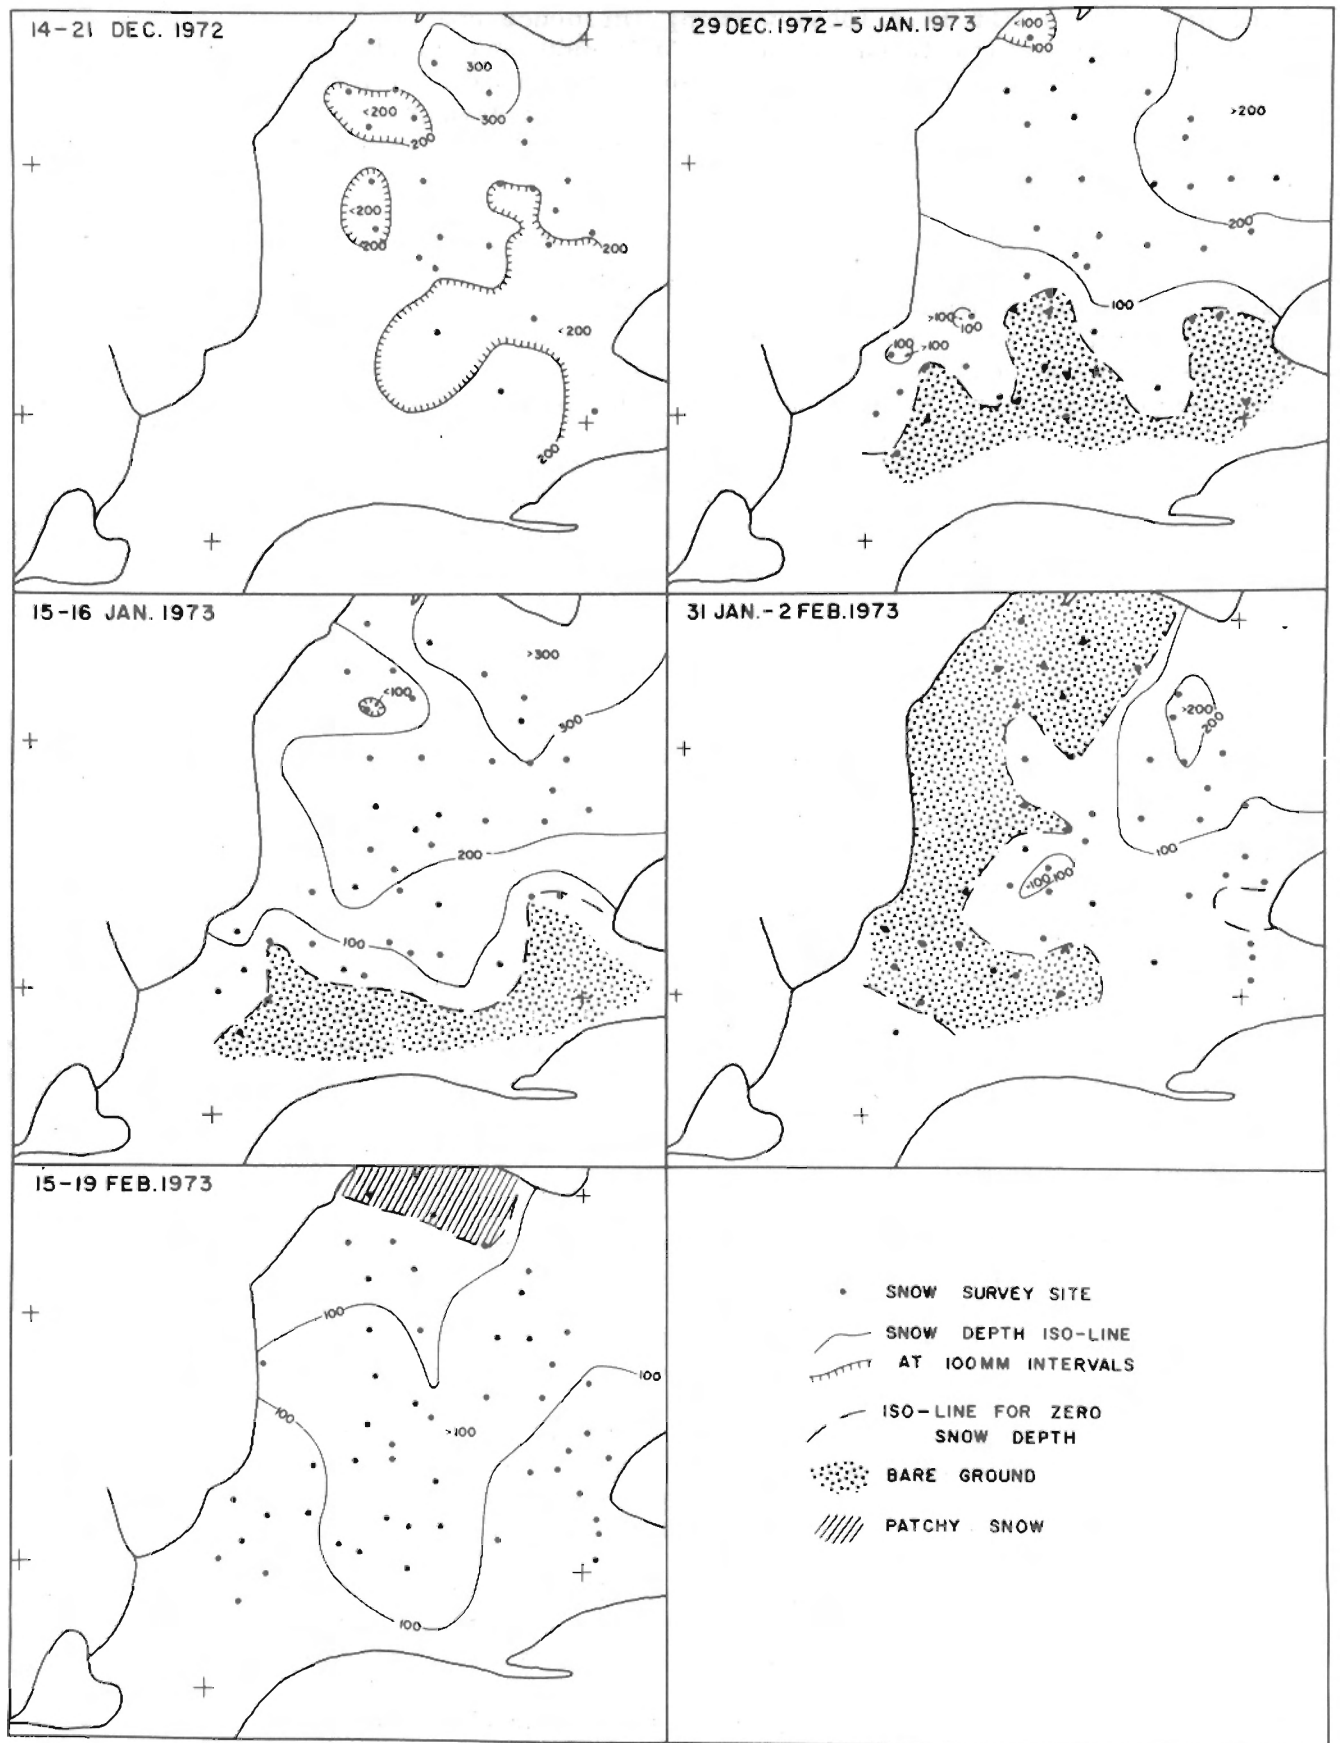 14-21 DEC. 1972
300
300
<200
200
<200
200
200
<200
200
29 DEC. 1972 - 5 JAN. 1973
<100
100
>200
200
100
>100
100
100
>100
15-16 JAN. 1973
>300
<100
300
200
100
31 JAN. - 2 FEB. 1973
>200
200
100
100
15-19 FEB. 1973
100
100
100
>100
100
SNOW SURVEY SITE
SNOW DEPTH ISO-LINE
AT 100MM INTERVALS
ISO-LINE FOR ZERO
SNOW DEPTH
BARE GROUND
PATCHY SNOW